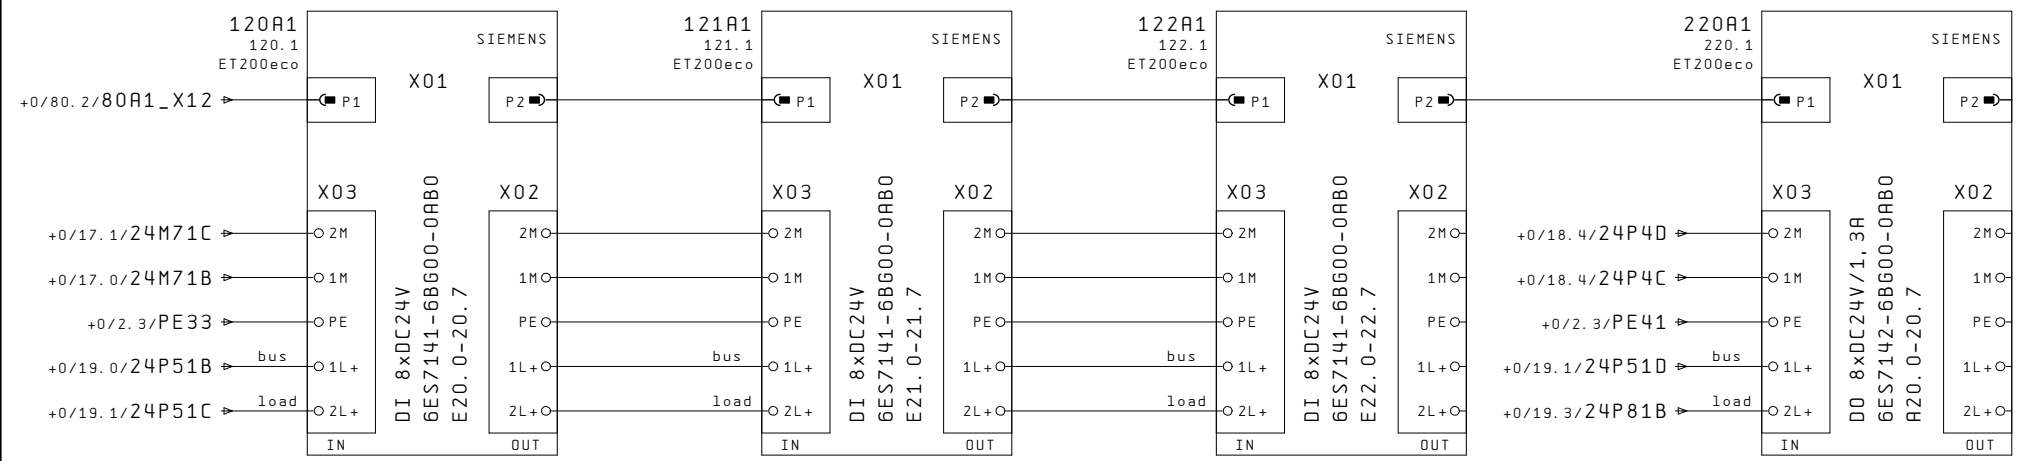 120A1
120.1
ET200eco
SIEMENS
X01
+0/80.2/80A1_X12
P1
P2
X03
X02
+0/17.1/24M71C
2M
2M
+0/17.0/24M71B
1M
1M
+0/2.3/PE33
PE
PE
+0/19.0/24P51B
bus
1L+
1L+
+0/19.1/24P51C
load
2L+
2L+
IN
OUT
DI 8xDC24V
6ES7141-6BG00-0AB0
E20.0-20.7
121A1
121.1
ET200eco
SIEMENS
X01
P1
P2
X03
X02
2M
2M
1M
1M
PE
PE
bus
1L+
1L+
load
2L+
2L+
IN
OUT
DI 8xDC24V
6ES7141-6BG00-0AB0
E21.0-21.7
122A1
122.1
ET200eco
SIEMENS
X01
P1
P2
X03
X02
2M
2M
1M
1M
PE
PE
bus
1L+
1L+
load
2L+
2L+
IN
OUT
DI 8xDC24V
6ES7141-6BG00-0AB0
E22.0-22.7
220A1
220.1
ET200eco
SIEMENS
X01
P1
P2
X03
X02
+0/18.4/24P4D
2M
2M
+0/18.4/24P4C
1M
1M
+0/2.3/PE41
PE
PE
+0/19.1/24P51D
bus
1L+
1L+
+0/19.3/24P81B
load
2L+
2L+
IN
OUT
DO 8xDC24V/1,3A
6ES7142-6BG00-0AB0
A20.0-20.7